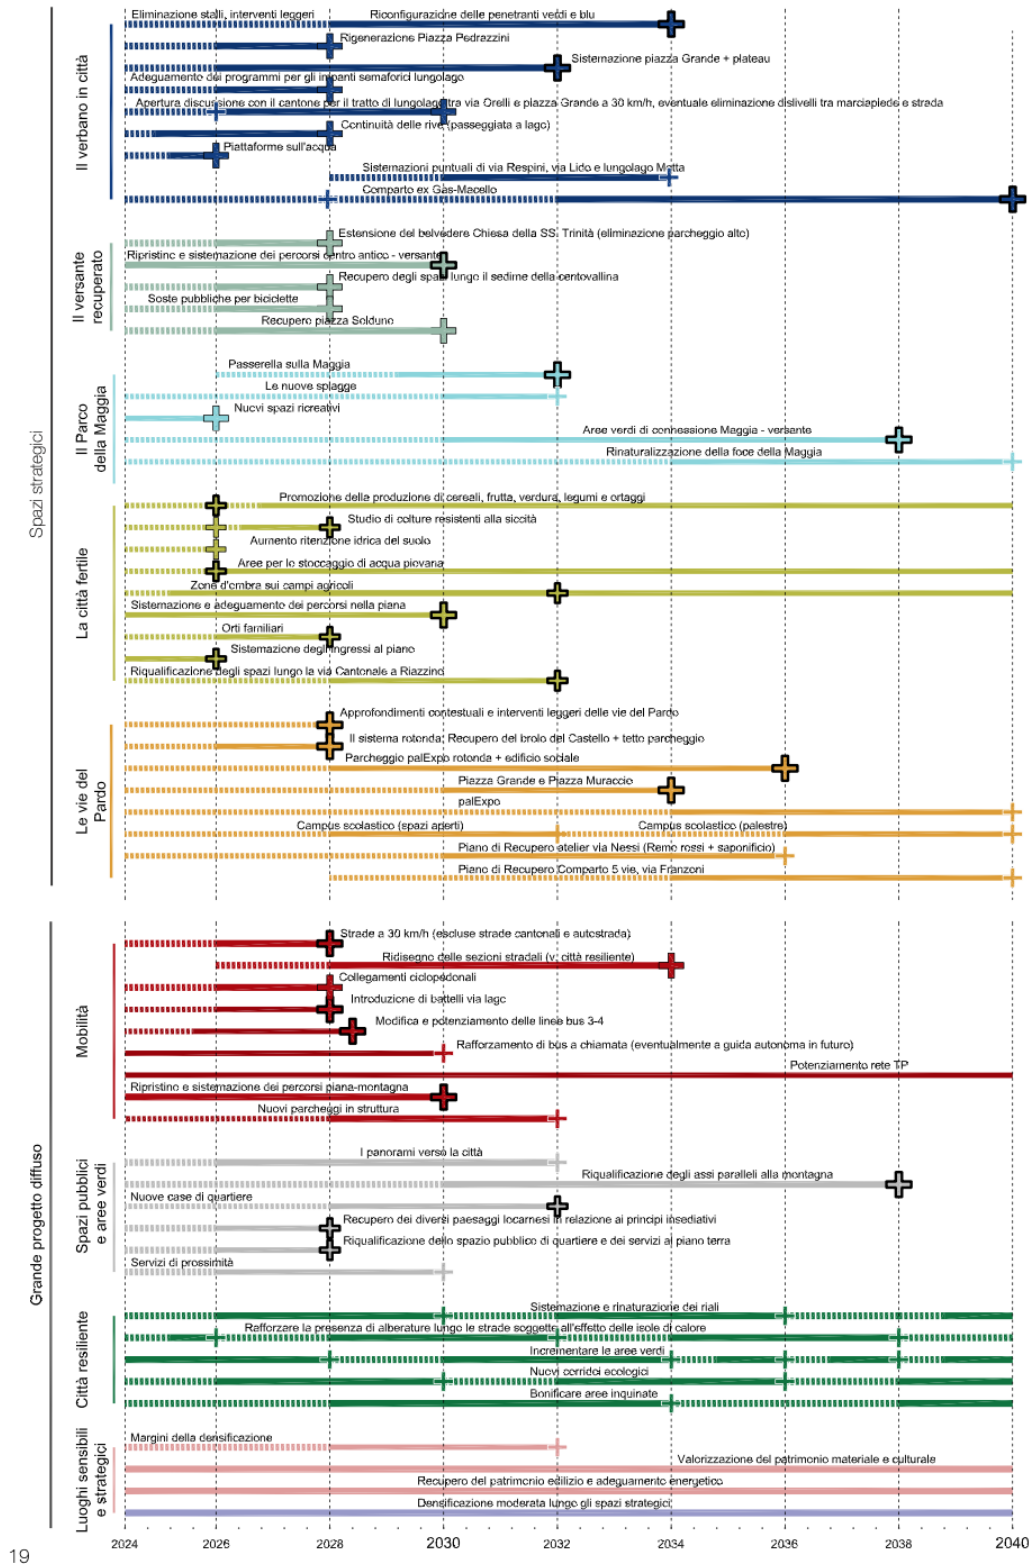 Spazi strategici
Il verbano in città
Eliminazione stalli, interventi leggeri
Riconfigurazione delle penetranti verdi e blu
Rigenerazione Piazza Pedrazzini
Sistemazione piazza Grande + plateau
Adeguamento dei programmi per gli impanti semaforici lungolago
Apertura discussione con il cantone per il tratto di lungolago tra via Orelli e piazza Grande a 30 km/h, eventuale eliminazione dislivelli tra marciapiede e strada
Continuità delle rive (passeggiata a lago)
Piattaforme sull'acqua
Sistemazioni puntuali di via Respini, via Lido e lungolago Motta
Comparto ex Gas-Macello
Il versante
recuperato
Estensione del belvedere Chiesa della SS. Trinità (eliminazione parcheggio alto)
Ripristino e sistemazione dei percorsi centro antico - versante
Recupero degli spazi lungo il sedime della centovallina
Soste pubbliche per biciclette
Recupero piazza Solduno
Il Parco
della Maggia
Passerella sulla Maggia
Le nuove spiagge
Nuovi spazi ricreativi
Aree verdi di connessione Maggia - versante
Rinaturalizzazione della foce della Maggia
La città fertile
Promozione della produzione di cereali, frutta, verdura, legumi e ortaggi
Studio di colture resistenti alla siccità
Aumento ritenzione idrica del suolo
Aree per lo stoccaggio di acqua piovana
Zone d'ombra sui campi agricoli
Sistemazione e adeguamento dei percorsi nella piana
Orti familiari
Sistemazione degli ingressi al piano
Riqualificazione degli spazi lungo la via Cantonale a Riazzino
Le vie del
Pardo
Approfondimenti contestuali e interventi leggeri delle vie del Pardo
Il sistema rotonda: Recupero del brolo del Castello + tetto parcheggio
Parcheggio palExpo rotonda + edificio sociale
Piazza Grande e Piazza Muraccio
palExpo
Campus scolastico (spazi aperti)
Campus scolastico (palestre)
Piano di Recupero atelier via Nessi (Remo rossi + saponificio)
Piano di Recupero Comparto 5 vie, via Franzoni
Grande progetto diffuso
Mobilità
Strade a 30 km/h (escluse strade cantonali e autostrada)
Ridisegno delle sezioni stradali (v. città resiliente)
Collegamenti ciclopedonali
Introduzione di battelli via lago
Modifica e potenziamento delle linee bus 3-4
Rafforzamento di bus a chiamata (eventualmente a guida autonoma in futuro)
Potenziamento rete TP
Ripristino e sistemazione dei percorsi piana-montagna
Nuovi parcheggi in struttura
Spazi pubblici
e aree verdi
I panorami verso la città
Riqualificazione degli assi paralleli alla montagna
Nuove case di quartiere
Recupero dei diversi paesaggi locarnesi in relazione ai principi insediativi
Riqualificazione dello spazio pubblico di quartiere e dei servizi al piano terra
Servizi di prossimità
Città resiliente
Sistemazione e rinaturazione dei riali
Rafforzare la presenza di alberature lungo le strade soggette all'effetto delle isole di calore
Incrementare le aree verdi
Nuovi corridoi ecologici
Bonificare aree inquinate
Luoghi sensibili
e strategici
Margini della densificazione
Valorizzazione del patrimonio materiale e culturale
Recupero del patrimonio edilizio e adeguamento energetico
Densificazione moderata lungo gli spazi strategici
2024 2026 2028 2030 2032 2034 2036 2038 2040
19